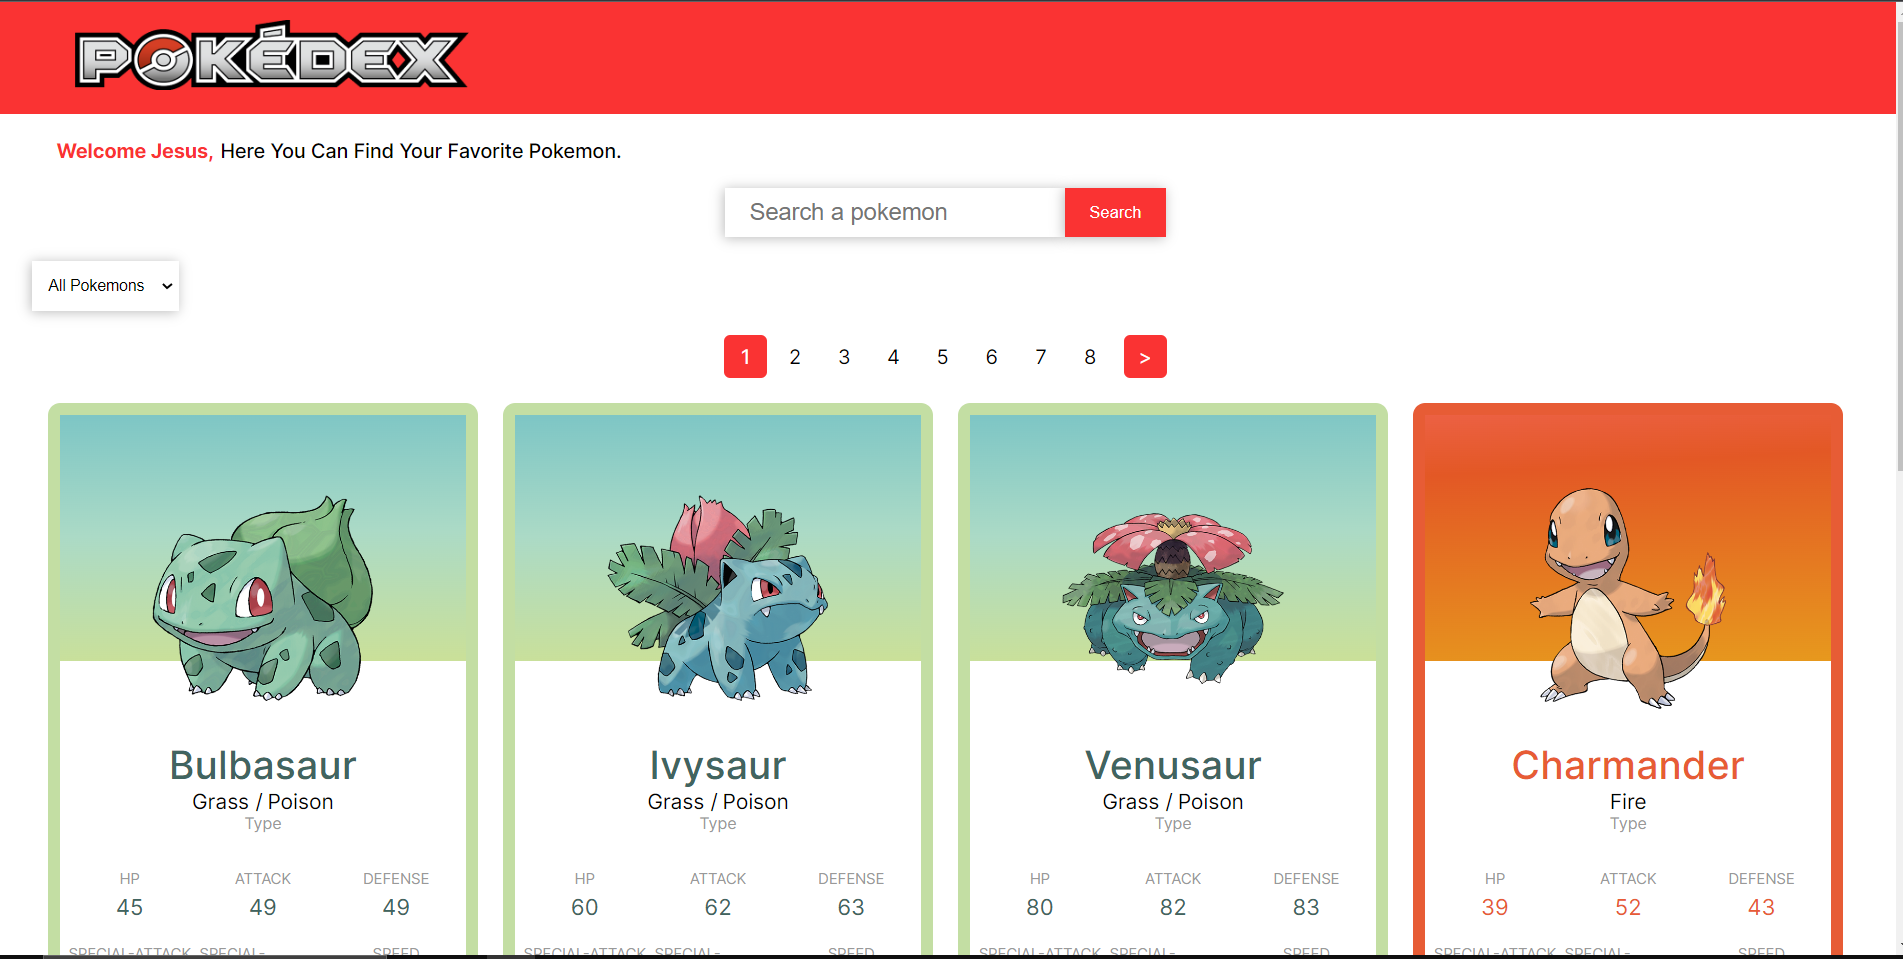 POKÉDEX
Welcome Jesus, Here You Can Find Your Favorite Pokemon.
Search a pokemon Search
All Pokemons
1 2 3 4 5 6 7 8 >
Bulbasaur Ivysaur Venusaur Charmander
Grass / Poison Grass / Poison Grass / Poison Fire
Type Type Type Type
HP ATTACK DEFENSE HP ATTACK DEFENSE HP ATTACK DEFENSE HP ATTACK DEFENSE
45 49 49 60 62 63 80 82 83 39 52 43
SPECIAL-ATTACK SPECIAL- SPEED SPECIAL-ATTACK SPECIAL- SPEED SPECIAL-ATTACK SPECIAL- SPEED SPECIAL-ATTACK SPECIAL- SPEED